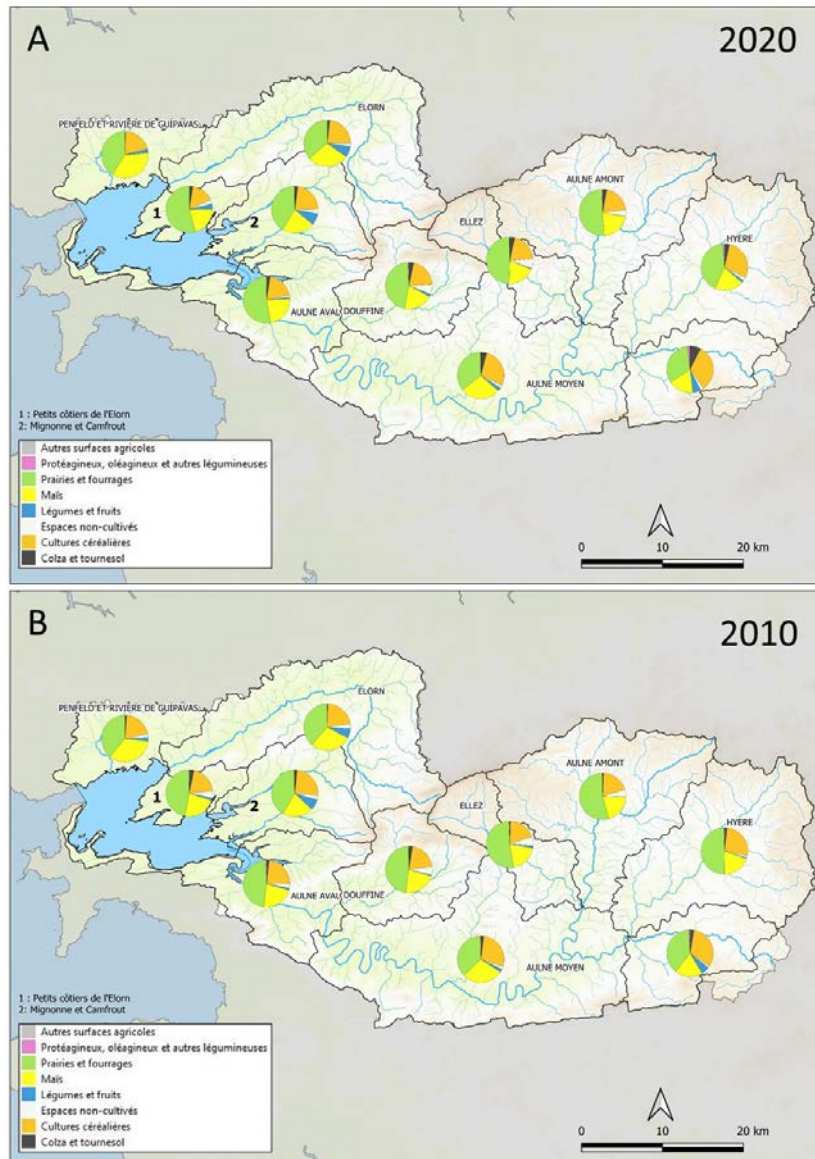 A
2020
PENFELD ET RIVIÈRE DE GUIPAVAS
ELORN
1
2
AULNE AMONT
ELLEZ
HYERE
AULNE AVAL
DOUFFINE
AULNE MOYEN
1 : Petits côtiers de l'Elorn
2: Mignonne et Camfrout
Autres surfaces agricoles
Protéagineux, oléagineux et autres légumineuses
Prairies et fourrages
Maïs
Légumes et fruits
Espaces non-cultivés
Cultures céréalières
Colza et tournesol
0 10 20 km
B
2010
PENFELD ET RIVIÈRE DE GUIPAVAS
ELORN
1
2
AULNE AMONT
ELLEZ
HYERE
AULNE AVAL
DOUFFINE
AULNE MOYEN
1 : Petits côtiers de l'Elorn
2: Mignonne et Camfrout
Autres surfaces agricoles
Protéagineux, oléagineux et autres légumineuses
Prairies et fourrages
Maïs
Légumes et fruits
Espaces non-cultivés
Cultures céréalières
Colza et tournesol
0 10 20 km